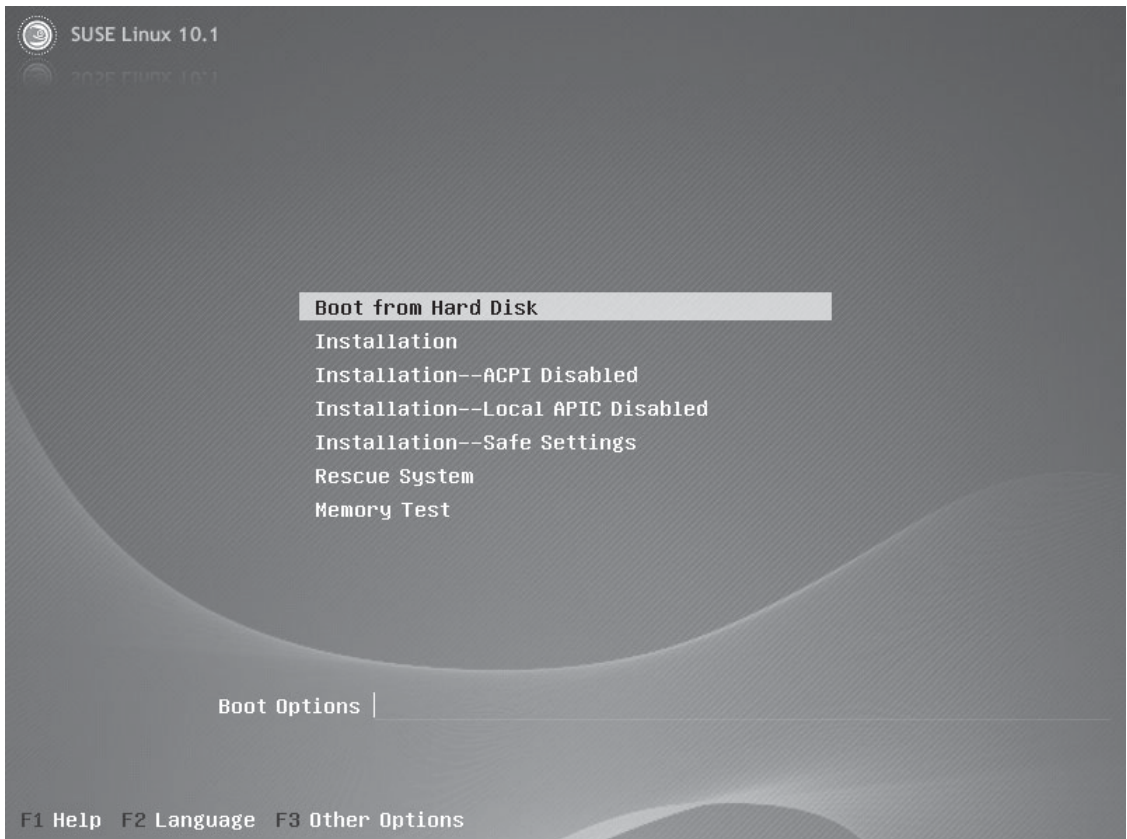 SUSE Linux 10.1
Boot from Hard Disk
Installation
Installation--ACPI Disabled
Installation--Local APIC Disabled
Installation--Safe Settings
Rescue System
Memory Test
Boot Options
F1 Help F2 Language F3 Other Options